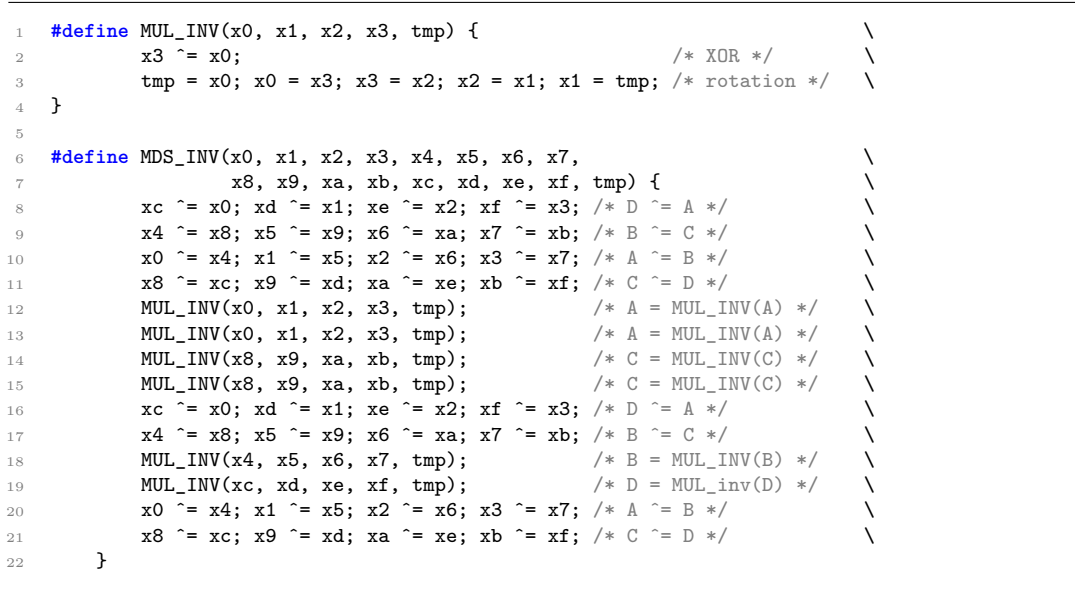 1 #define MUL_INV(x0, x1, x2, x3, tmp) { \
2 x3 ^= x0; /* XOR */ \
3 tmp = x0; x0 = x3; x3 = x2; x2 = x1; x1 = tmp; /* rotation */ \
4 }
5
6 #define MDS_INV(x0, x1, x2, x3, x4, x5, x6, x7, \
7 x8, x9, xa, xb, xc, xd, xe, xf, tmp) { \
8 xc ^= x0; xd ^= x1; xe ^= x2; xf ^= x3; /* D ^= A */ \
9 x4 ^= x8; x5 ^= x9; x6 ^= xa; x7 ^= xb; /* B ^= C */ \
10 x0 ^= x4; x1 ^= x5; x2 ^= x6; x3 ^= x7; /* A ^= B */ \
11 x8 ^= xc; x9 ^= xd; xa ^= xe; xb ^= xf; /* C ^= D */ \
12 MUL_INV(x0, x1, x2, x3, tmp); /* A = MUL_INV(A) */ \
13 MUL_INV(x0, x1, x2, x3, tmp); /* A = MUL_INV(A) */ \
14 MUL_INV(x8, x9, xa, xb, tmp); /* C = MUL_INV(C) */ \
15 MUL_INV(x8, x9, xa, xb, tmp); /* C = MUL_INV(C) */ \
16 xc ^= x0; xd ^= x1; xe ^= x2; xf ^= x3; /* D ^= A */ \
17 x4 ^= x8; x5 ^= x9; x6 ^= xa; x7 ^= xb; /* B ^= C */ \
18 MUL_INV(x4, x5, x6, x7, tmp); /* B = MUL_INV(B) */ \
19 MUL_INV(xc, xd, xe, xf, tmp); /* D = MUL_inv(D) */ \
20 x0 ^= x4; x1 ^= x5; x2 ^= x6; x3 ^= x7; /* A ^= B */ \
21 x8 ^= xc; x9 ^= xd; xa ^= xe; xb ^= xf; /* C ^= D */ \
22 }